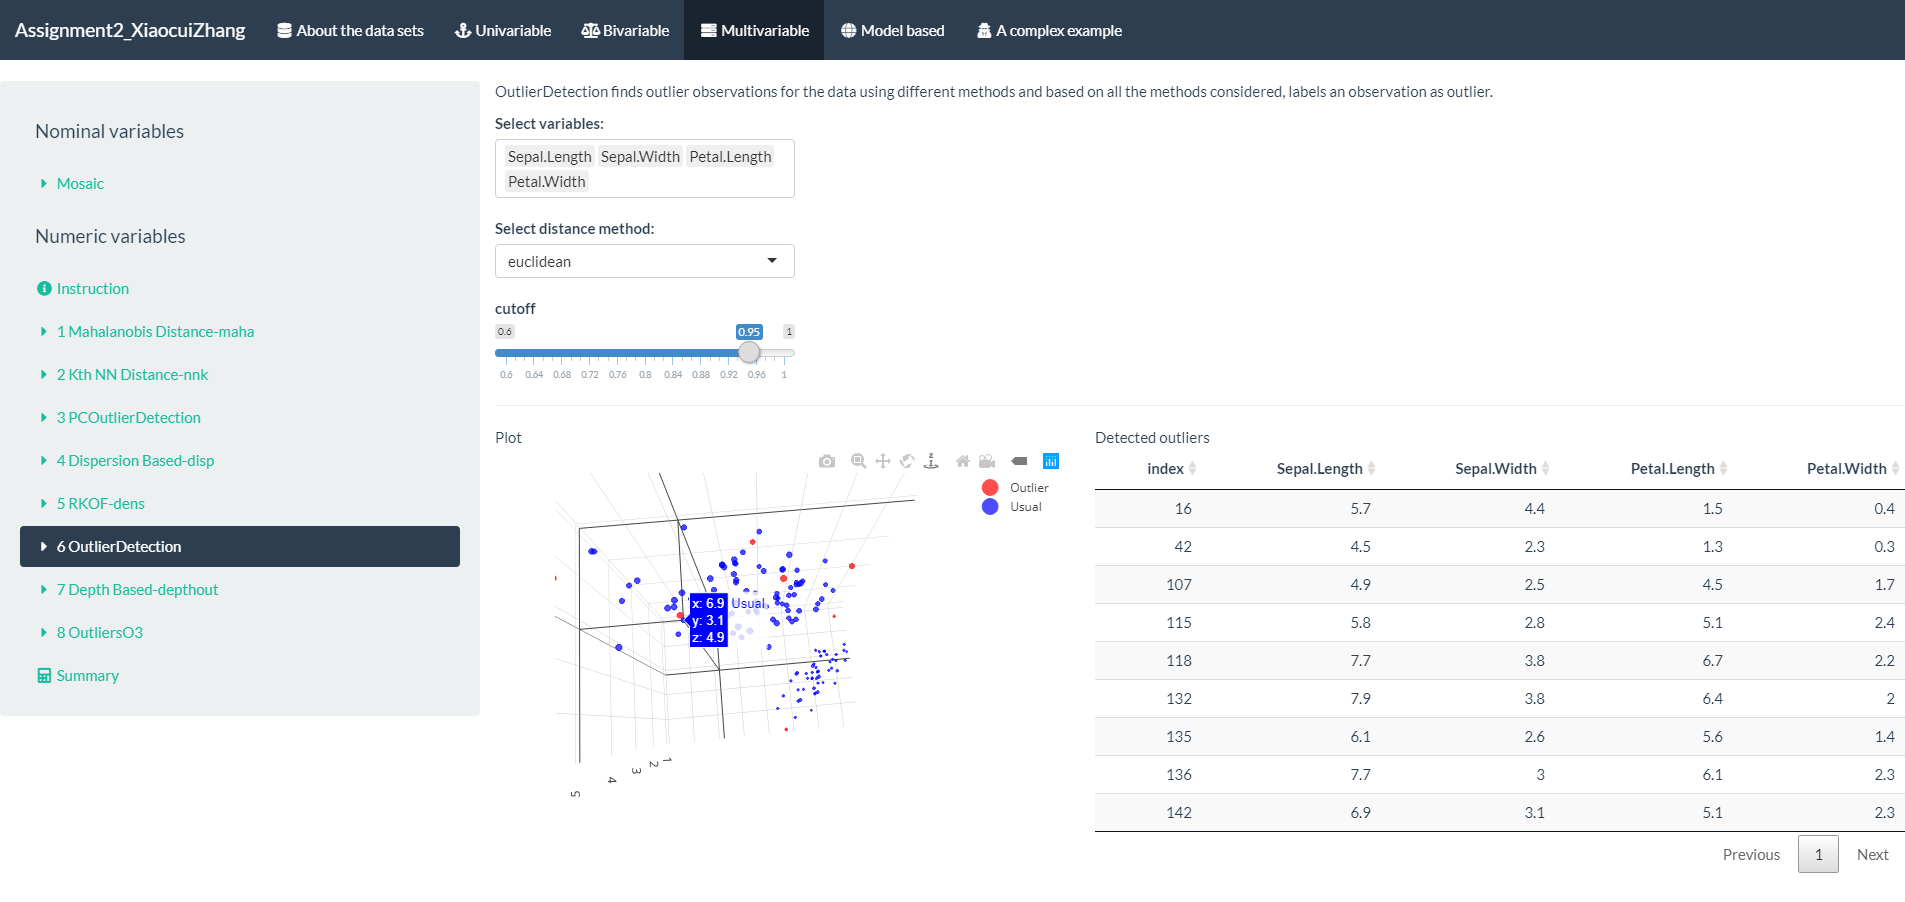 Assignment2_XiaocuiZhang About the data sets Univariable Bivariable Multivariable Model based A complex example
Nominal variables
Mosaic
Numeric variables
Instruction
1 Mahalanobis Distance-maha
2 Kth NN Distance-nnk
3 PCOutlierDetection
4 Dispersion Based-disp
5 RKOF-dens
6 OutlierDetection
7 Depth Based-depthout
8 OutliersO3
Summary
OutlierDetection finds outlier observations for the data using different methods and based on all the methods considered, labels an observation as outlier.
Select variables:
Sepal.Length Sepal.Width Petal.Length
Petal.Width
Select distance method:
euclidean
cutoff
0.6 0.95 1
0.6 0.64 0.68 0.72 0.76 0.8 0.84 0.88 0.92 0.96 1
Plot
Outlier
Usual
x: 6.9 Usual
y: 3.1
z: 4.9
5 4 3 2 1
Detected outliers
index Sepal.Length Sepal.Width Petal.Length Petal.Width
16 5.7 4.4 1.5 0.4
42 4.5 2.3 1.3 0.3
107 4.9 2.5 4.5 1.7
115 5.8 2.8 5.1 2.4
118 7.7 3.8 6.7 2.2
132 7.9 3.8 6.4 2
135 6.1 2.6 5.6 1.4
136 7.7 3 6.1 2.3
142 6.9 3.1 5.1 2.3
Previous 1 Next